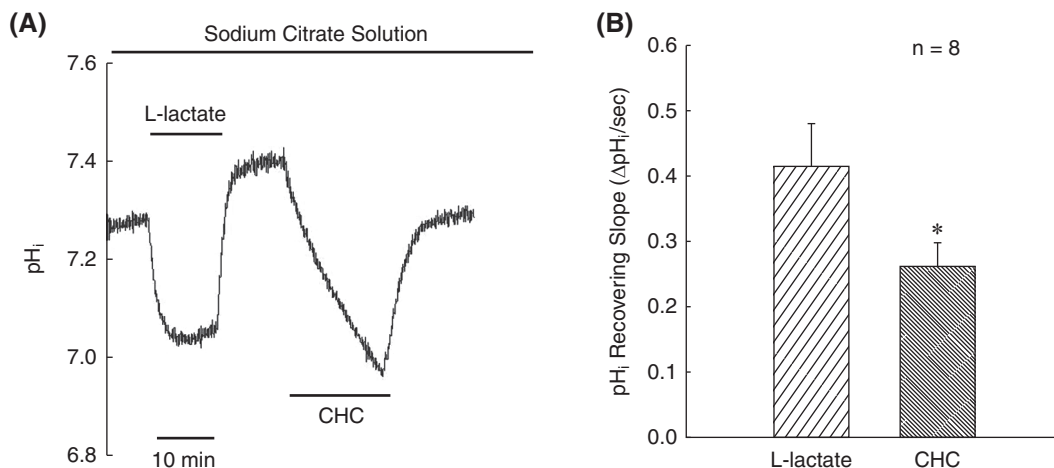 (A)
Sodium Citrate Solution
7.6
L-lactate
7.4
7.2
7.0
6.8
pHi
CHC
10 min
(B)
n = 8
0.6
0.5
0.4
0.3
0.2
0.1
0.0
pHi Recovering Slope (ΔpHi/sec)
*
L-lactate
CHC